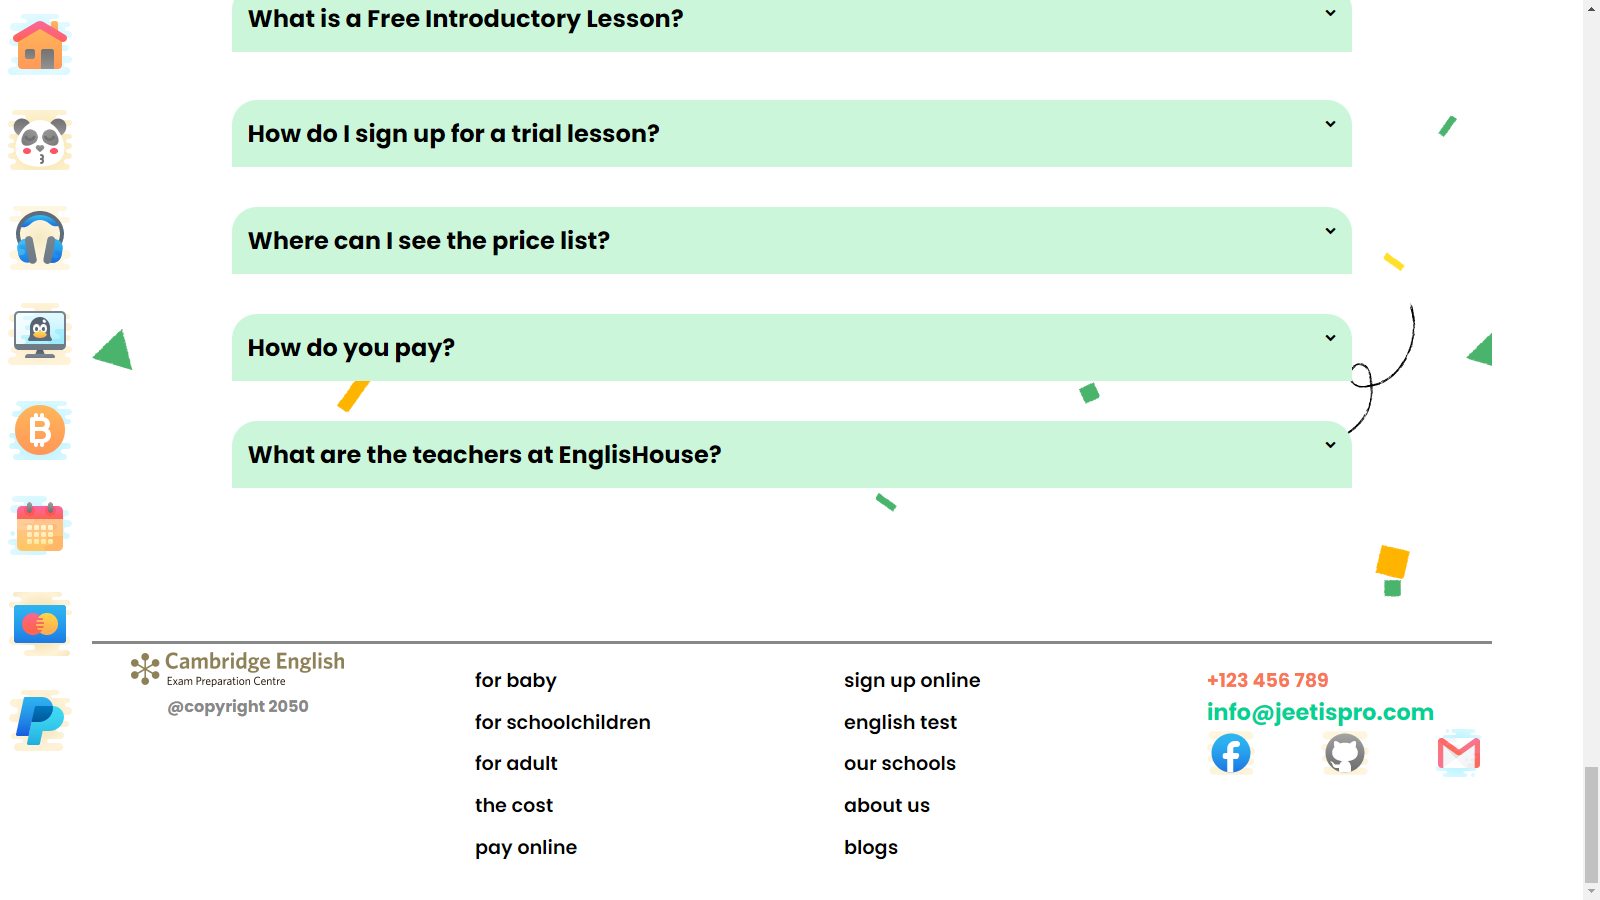 What is a Free Introductory Lesson?
How do I sign up for a trial lesson?
Where can I see the price list?
How do you pay?
What are the teachers at EnglisHouse?
Cambridge English
Exam Preparation Centre
@copyright 2050
for baby
for schoolchildren
for adult
the cost
pay online
sign up online
english test
our schools
about us
blogs
+123 456 789
info@jeetispro.com